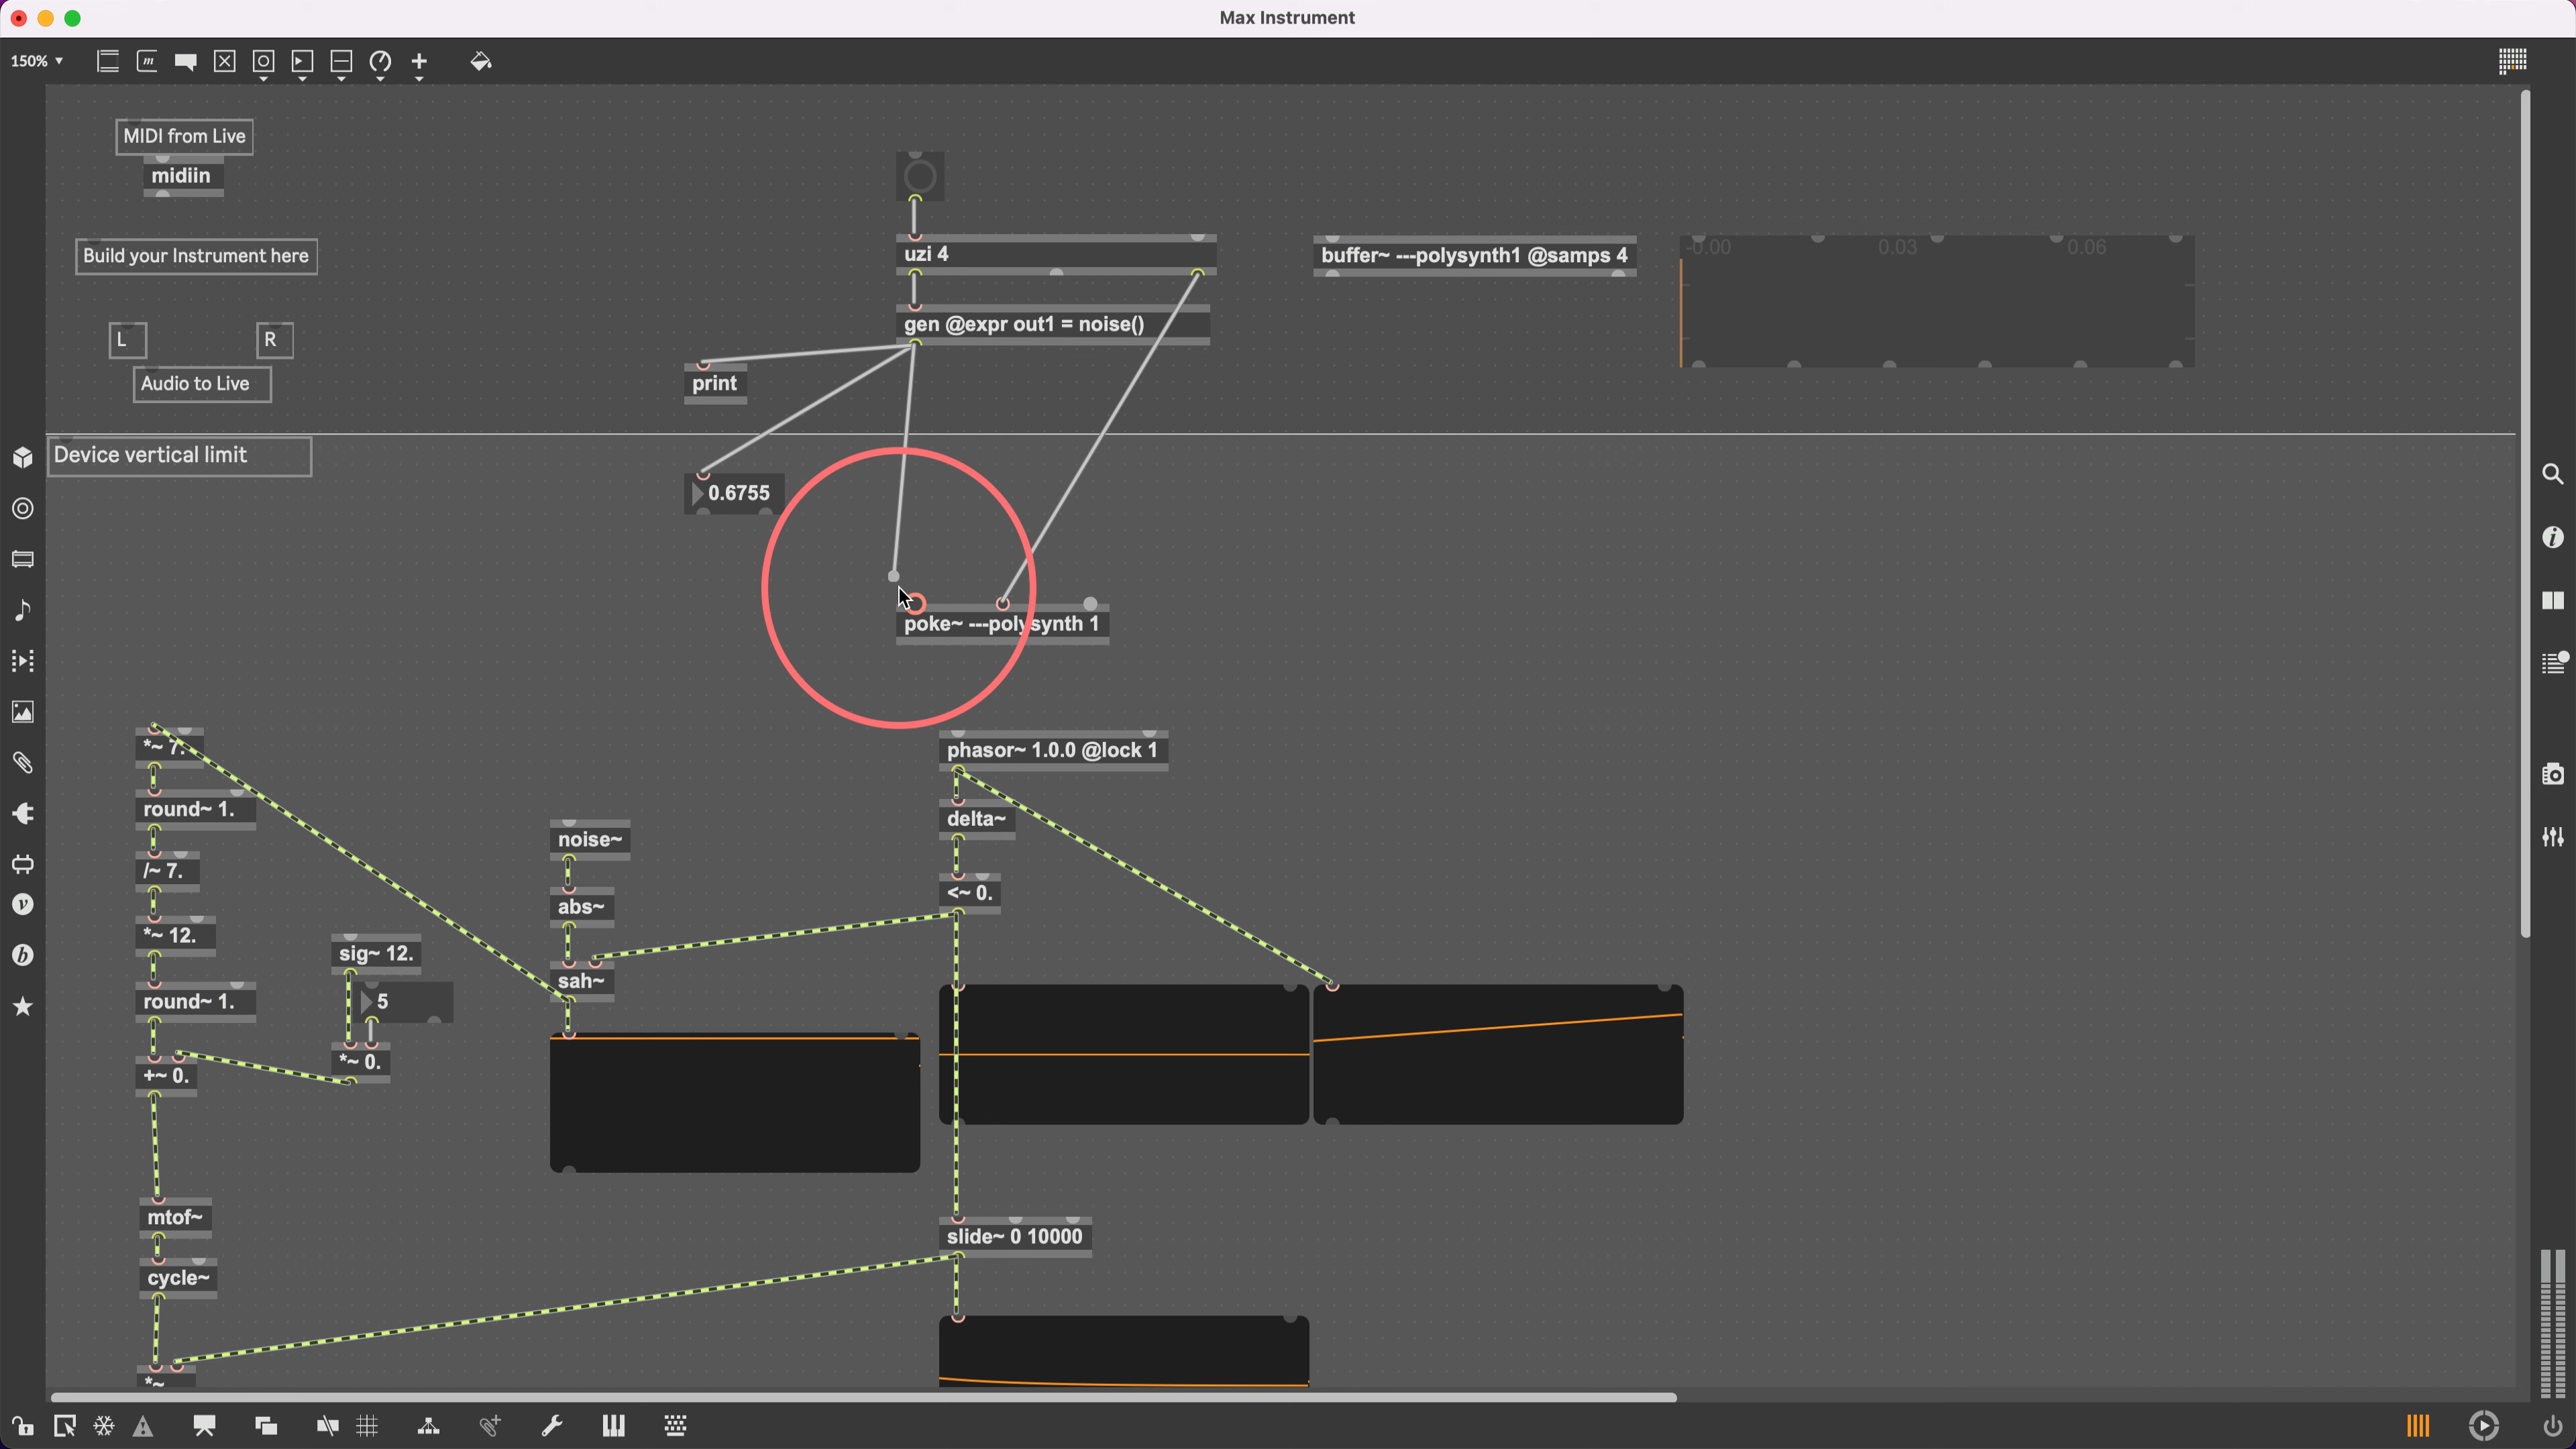 Max Instrument
150%
m
MIDI from Live
midiin
Build your Instrument here
uzi 4
buffer~ ---polysynth1 @samps 4
-0.00
0.03
0.06
gen @expr out1 = noise()
L
R
Audio to Live
print
Device vertical limit
0.6755
poke~ ---polysynth 1
*~ 7.
phasor~ 1.0.0 @lock 1
round~ 1.
delta~
noise~
/~ 7.
<~ 0.
abs~
*~ 12.
sig~ 12.
sah~
round~ 1.
5
*~ 0.
+~ 0.
mtof~
slide~ 0 10000
cycle~
*~